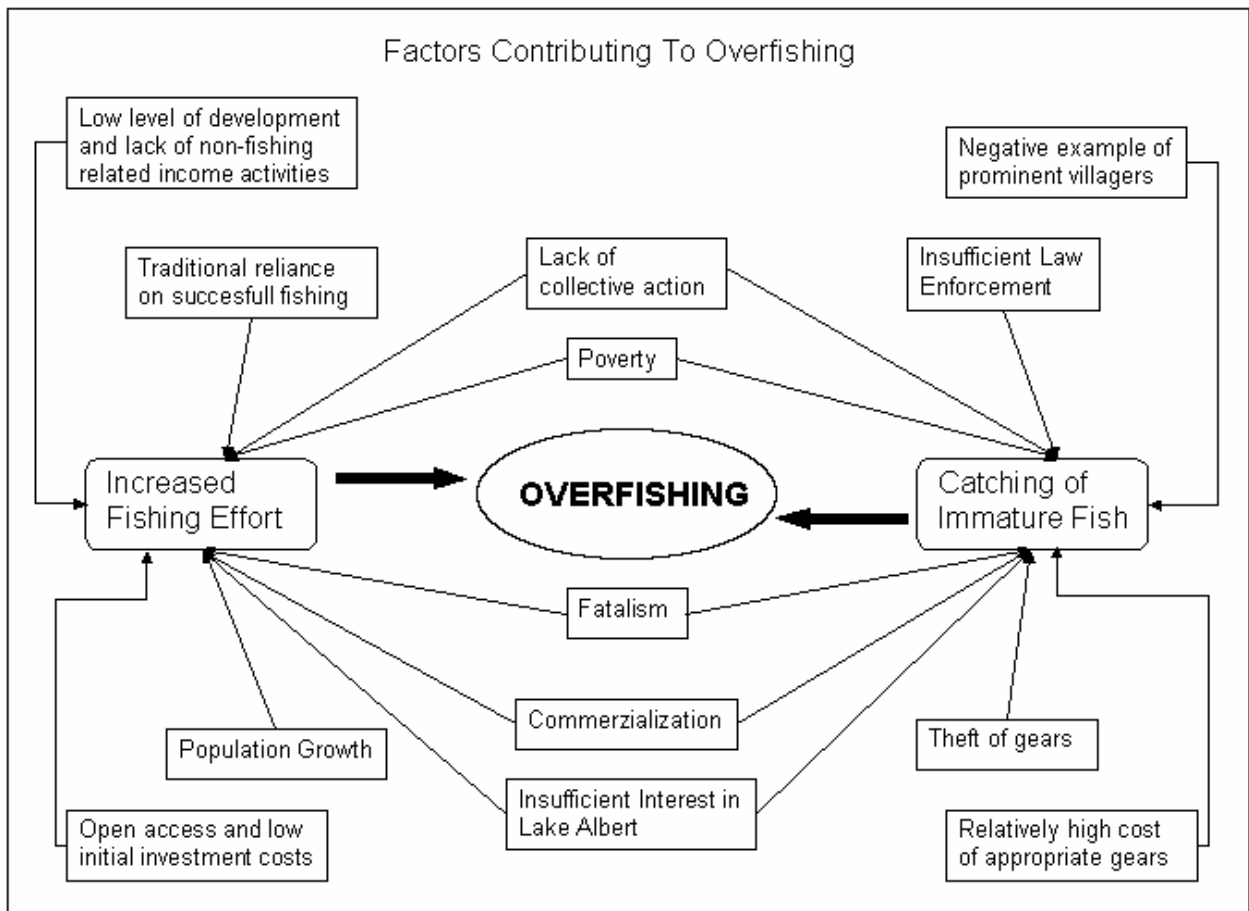 Factors Contributing To Overfishing
Low level of development
and lack of non-fishing
related income activities
Negative example of
prominent villagers
Traditional reliance
on succesfull fishing
Lack of
collective action
Insufficient Law
Enforcement
Poverty
Increased
Fishing Effort
OVERFISHING
Catching of
Immature Fish
Fatalism
Commerzialization
Population Growth
Theft of gears
Insufficient Interest in
Lake Albert
Open access and low
initial investment costs
Relatively high cost
of appropriate gears